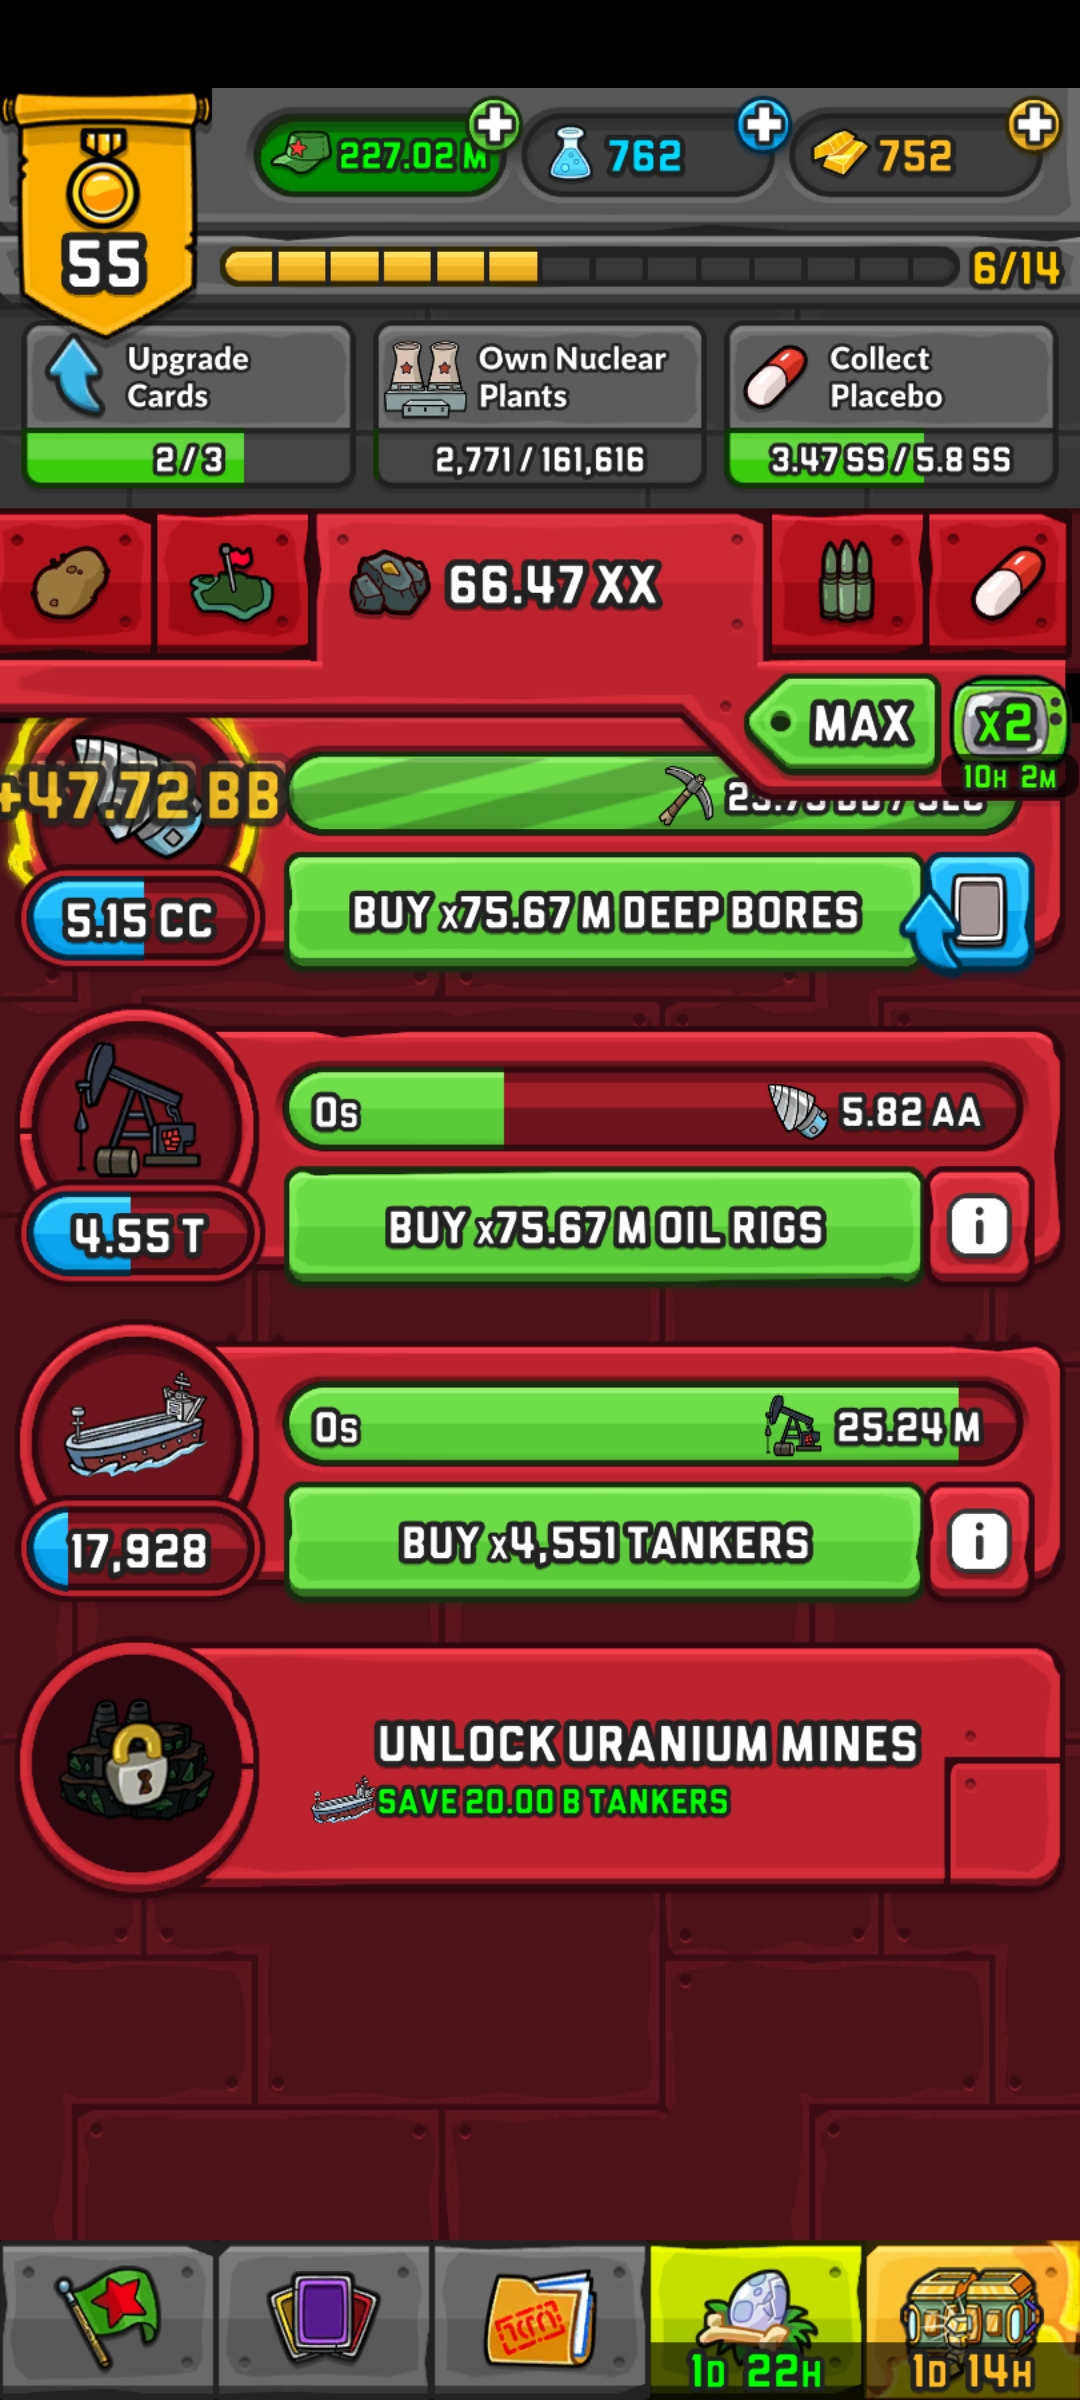 227.02 M
762
752
55
6/14
Upgrade
Cards
2/3
Own Nuclear
Plants
2,771/161,616
Collect
Placebo
3.47 SS / 5.8 SS
66.47 XX
MAX
X2
10H 2M
+47.72 BB
5.15 CC
BUY x75.67 M DEEP BORES
0s
5.82 AA
4.55 T
BUY x75.67 M OIL RIGS
i
0s
25.24 M
17,928
BUY x4,551 TANKERS
i
UNLOCK URANIUM MINES
SAVE 20.00 B TANKERS
1D 22H
1D 14H